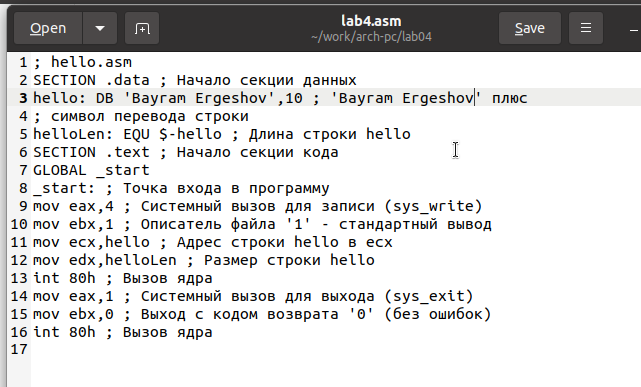 Open
lab4.asm
~/work/arch-pc/lab04
Save
1 ; hello.asm
2 SECTION .data ; Начало секции данных
3 hello: DB 'Bayram Ergeshov',10 ; 'Bayram Ergeshov' плюс
4 ; символ перевода строки
5 helloLen: EQU $-hello ; Длина строки hello
6 SECTION .text ; Начало секции кода
7 GLOBAL _start
8 _start: ; Точка входа в программу
9 mov eax,4 ; Системный вызов для записи (sys_write)
10 mov ebx,1 ; Описатель файла '1' - стандартный вывод
11 mov ecx,hello ; Адрес строки hello в ecx
12 mov edx,helloLen ; Размер строки hello
13 int 80h ; Вызов ядра
14 mov eax,1 ; Системный вызов для выхода (sys_exit)
15 mov ebx,0 ; Выход с кодом возврата '0' (без ошибок)
16 int 80h ; Вызов ядра
17